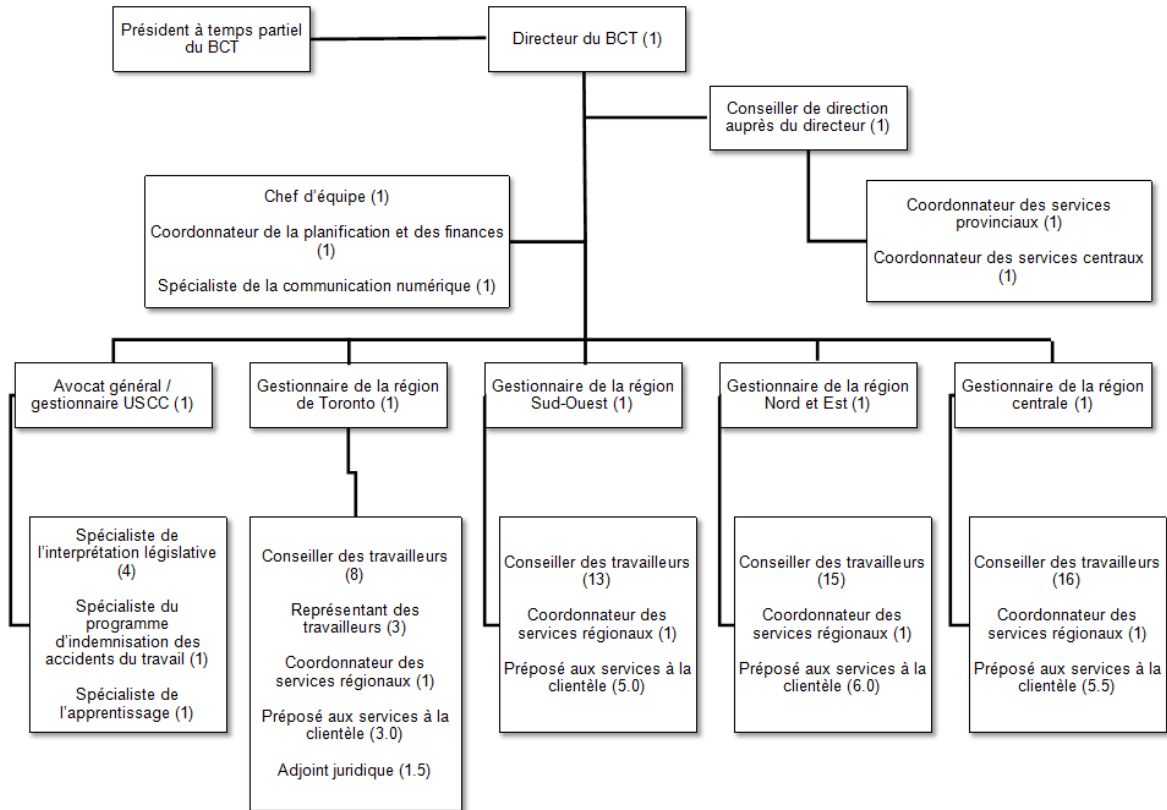 Président à temps partiel
du BCT
Directeur du BCT (1)
Conseiller de direction
auprès du directeur (1)
Chef d'équipe (1)
Coordonnateur de la planification et des finances
(1)
Spécialiste de la communication numérique (1)
Coordonnateur des services
provinciaux (1)
Coordonnateur des services centraux
(1)
Avocat général /
gestionnaire USCC (1)
Gestionnaire de la région
de Toronto (1)
Gestionnaire de la région
Sud-Ouest (1)
Gestionnaire de la région
Nord et Est (1)
Gestionnaire de la région
centrale (1)
Spécialiste de
l'interprétation législative
(4)
Spécialiste du
programme
d'indemnisation des
accidents du travail (1)
Spécialiste de
l'apprentissage (1)
Conseiller des travailleurs
(8)
Représentant des
travailleurs (3)
Coordonnateur des
services régionaux (1)
Préposé aux services à la
clientèle (3.0)
Adjoint juridique (1.5)
Conseiller des travailleurs
(13)
Coordonnateur des
services régionaux (1)
Préposé aux services à la
clientèle (5.0)
Conseiller des travailleurs
(15)
Coordonnateur des
services régionaux (1)
Préposé aux services à la
clientèle (6.0)
Conseiller des travailleurs
(16)
Coordonnateur des
services régionaux (1)
Préposé aux services à la
clientèle (5.5)